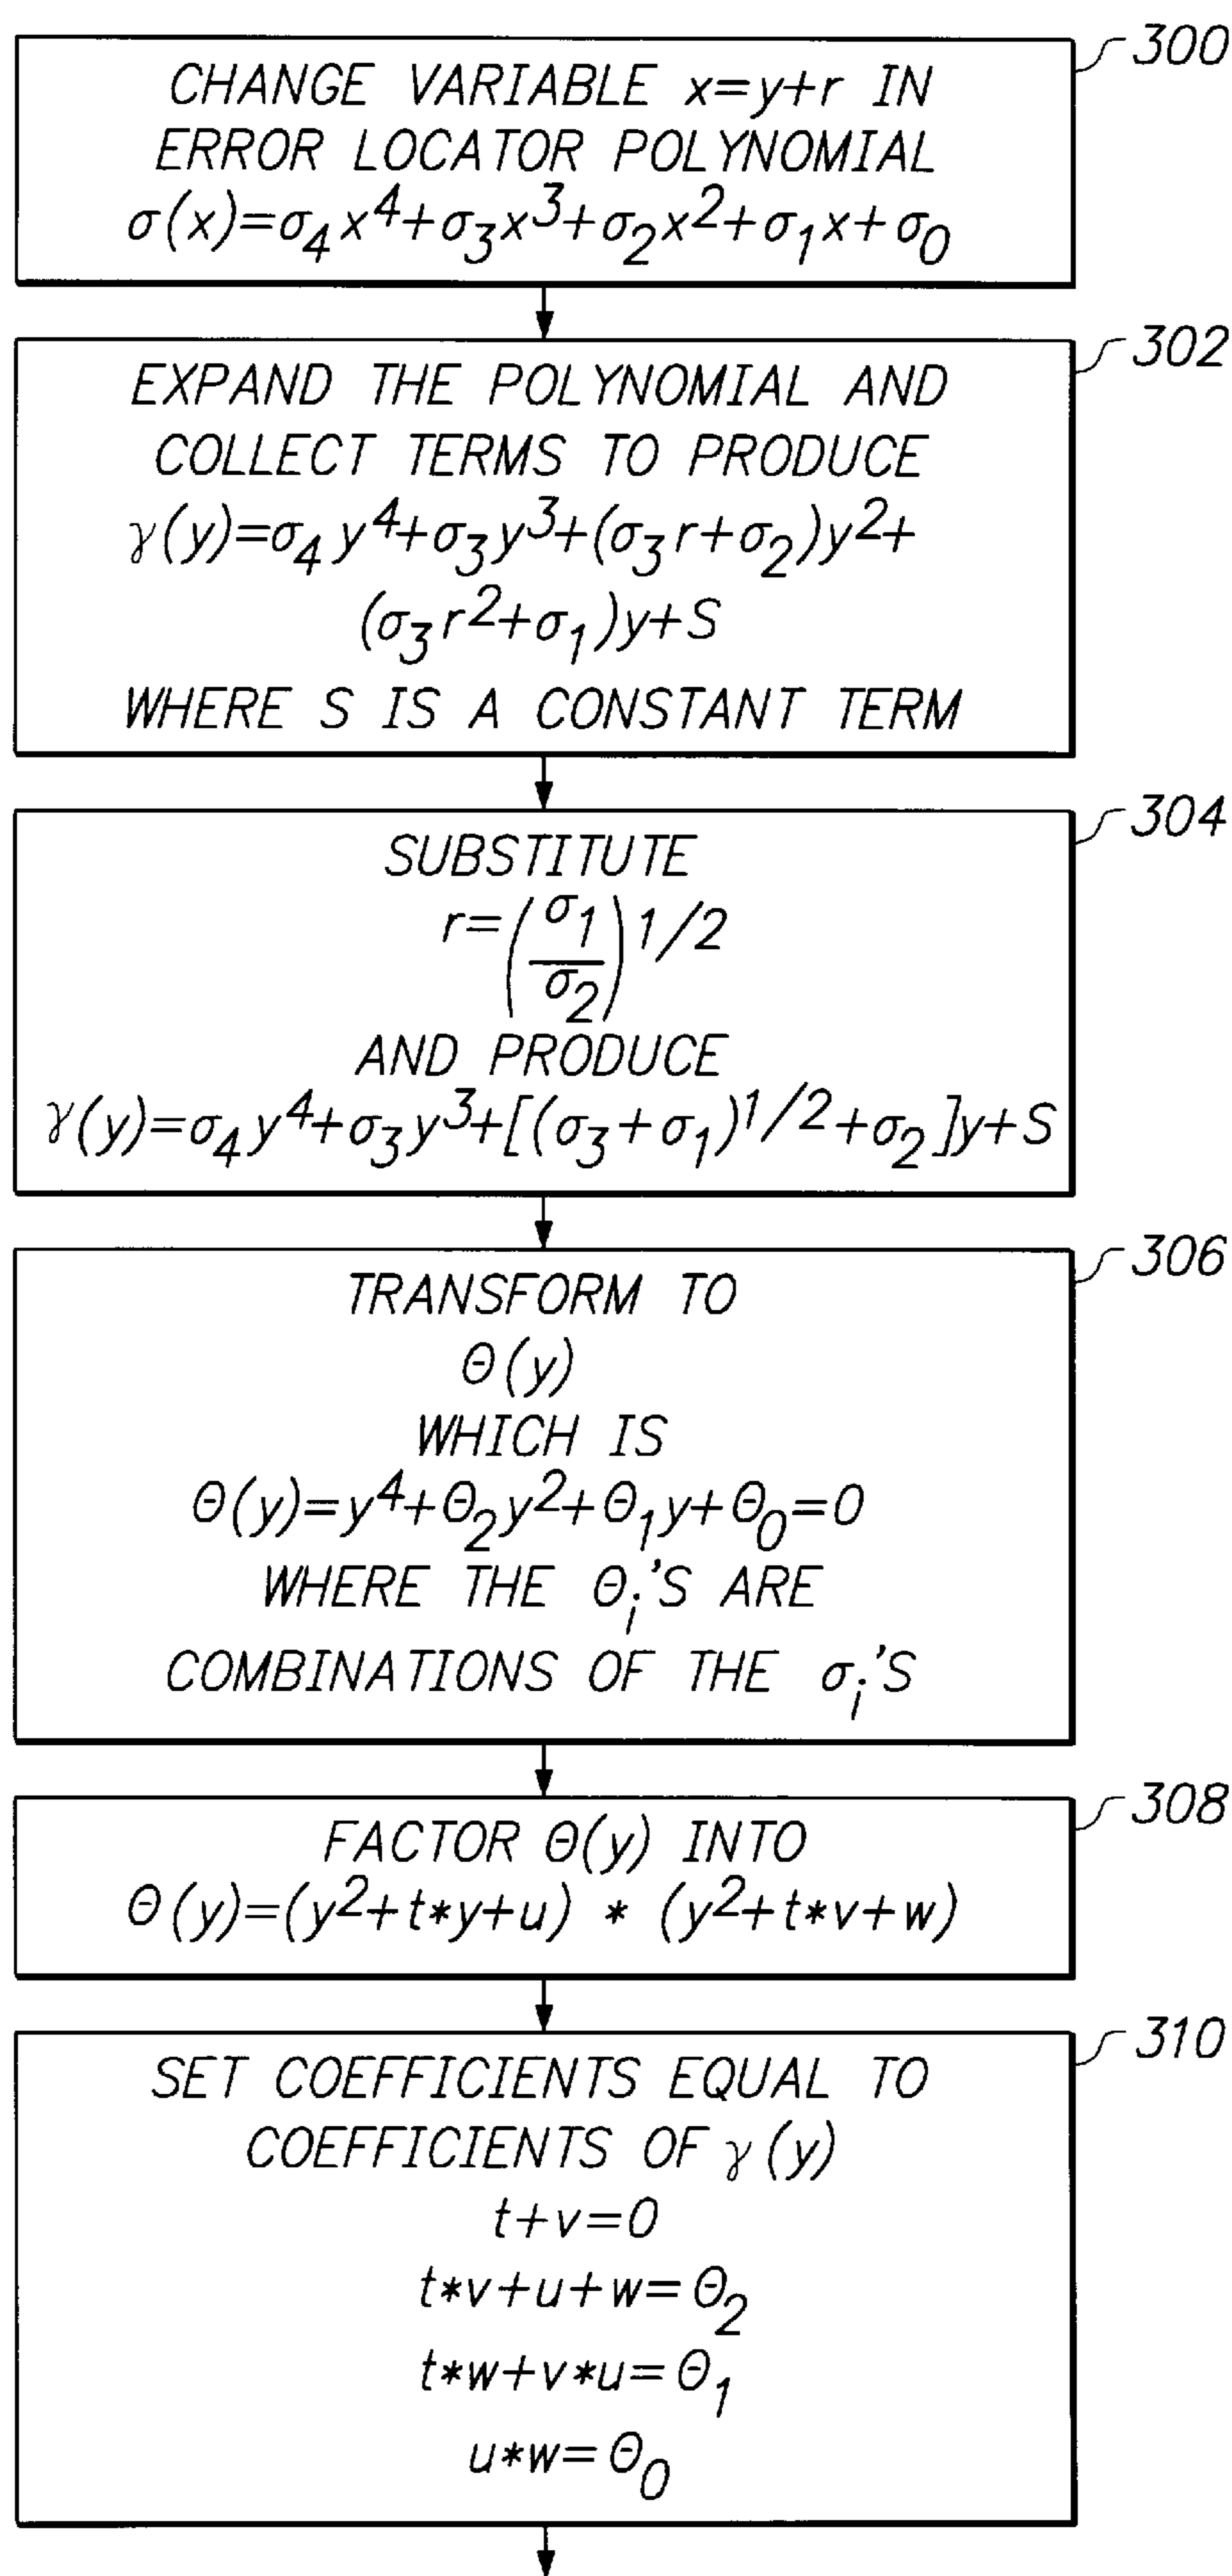 300
CHANGE VARIABLE x=y+r IN
ERROR LOCATOR POLYNOMIAL
σ(x)=σ₄x⁴+σ₃x³+σ₂x²+σ₁x+σ₀
302
EXPAND THE POLYNOMIAL AND
COLLECT TERMS TO PRODUCE
γ(y)=σ₄y⁴+σ₃y³+(σ₃r+σ₂)y²+
(σ₃r²+σ₁)y+S
WHERE S IS A CONSTANT TERM
304
SUBSTITUTE
r=(σ₁/σ₂)1/2
AND PRODUCE
γ(y)=σ₄y⁴+σ₃y³+[(σ₃+σ₁)^1/2+σ₂]y+S
306
TRANSFORM TO
Θ(y)
WHICH IS
Θ(y)=y⁴+Θ₂y²+Θ₁y+Θ₀=0
WHERE THE Θᵢ'S ARE
COMBINATIONS OF THE σᵢ'S
308
FACTOR Θ(y) INTO
Θ(y)=(y²+t*y+u) * (y²+t*v+w)
310
SET COEFFICIENTS EQUAL TO
COEFFICIENTS OF γ(y)
t+v=0
t*v+u+w=Θ₂
t*w+v*u=Θ₁
u*w=Θ₀